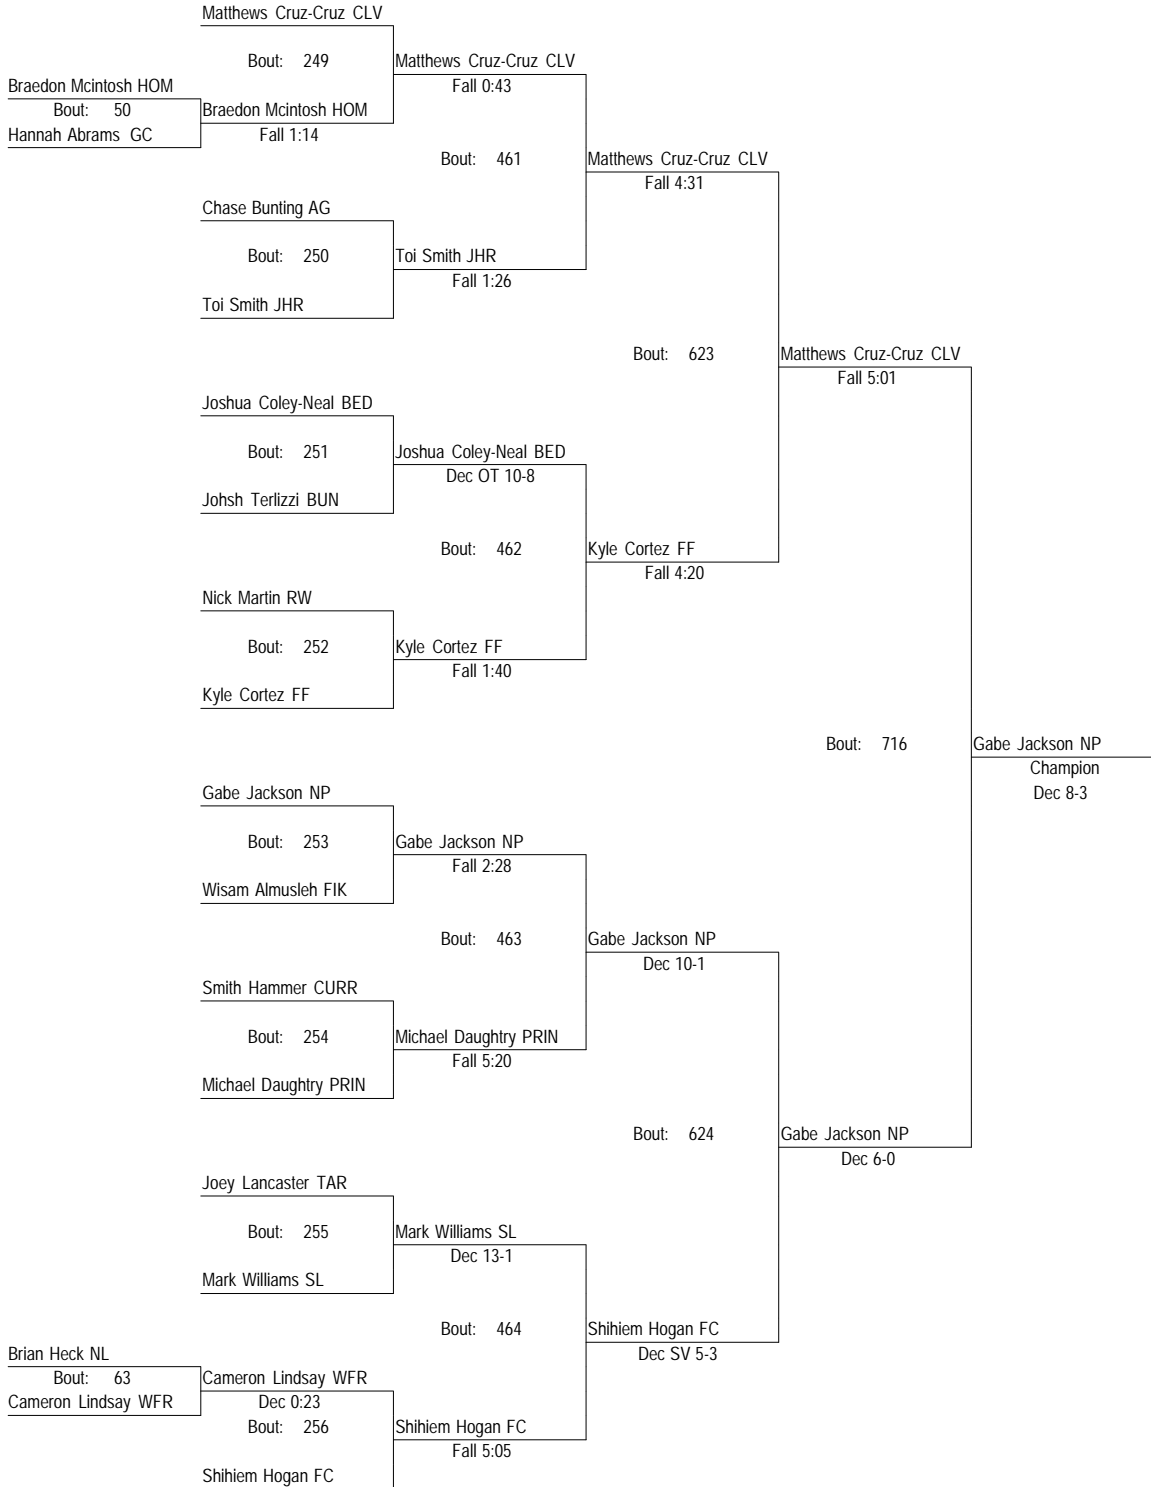 Matthews Cruz-Cruz CLV
Bout: 249
Matthews Cruz-Cruz CLV
Fall 0:43
Braedon Mcintosh HOM
Bout: 50
Braedon Mcintosh HOM
Hannah Abrams GC
Fall 1:14
Bout: 461
Matthews Cruz-Cruz CLV
Fall 4:31
Chase Bunting AG
Bout: 250
Toi Smith JHR
Fall 1:26
Toi Smith JHR
Bout: 623
Matthews Cruz-Cruz CLV
Fall 5:01
Joshua Coley-Neal BED
Bout: 251
Joshua Coley-Neal BED
Dec OT 10-8
Johsh Terlizzi BUN
Bout: 462
Kyle Cortez FF
Fall 4:20
Nick Martin RW
Bout: 252
Kyle Cortez FF
Fall 1:40
Kyle Cortez FF
Bout: 716
Gabe Jackson NP
Champion
Dec 8-3
Gabe Jackson NP
Bout: 253
Gabe Jackson NP
Fall 2:28
Wisam Almusleh FIK
Bout: 463
Gabe Jackson NP
Dec 10-1
Smith Hammer CURR
Bout: 254
Michael Daughtry PRIN
Fall 5:20
Michael Daughtry PRIN
Bout: 624
Gabe Jackson NP
Dec 6-0
Joey Lancaster TAR
Bout: 255
Mark Williams SL
Dec 13-1
Mark Williams SL
Bout: 464
Shihiem Hogan FC
Dec SV 5-3
Brian Heck NL
Bout: 63
Cameron Lindsay WFR
Cameron Lindsay WFR
Dec 0:23
Bout: 256
Shihiem Hogan FC
Fall 5:05
Shihiem Hogan FC